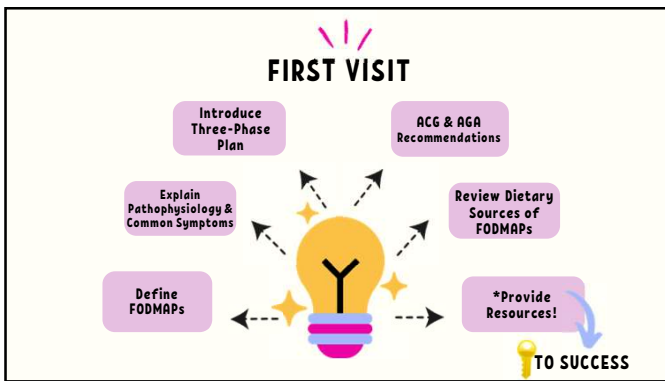 FIRST VISIT
Introduce
Three-Phase
Plan
ACG & AGA
Recommendations
Explain
Pathophysiology &
Common Symptoms
Review Dietary
Sources of
FODMAPs
Define
FODMAPs
*Provide
Resources!
TO SUCCESS